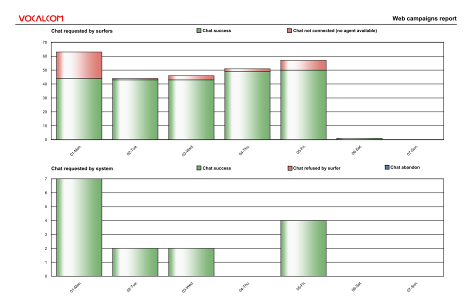 VOCALCOM
Web campaigns report
Chat requested by surfers
Chat success
Chat not connected (no agent available)
70
60
50
40
30
20
10
0
01-Mon.
02-Tue.
03-Wed.
04-Thu.
05-Fri.
06-Sat.
07-Sun.
Chat requested by system
Chat success
Chat refused by surfer
Chat abandon
7
6
5
4
3
2
1
0
01-Mon.
02-Tue.
03-Wed.
04-Thu.
05-Fri.
06-Sat.
07-Sun.